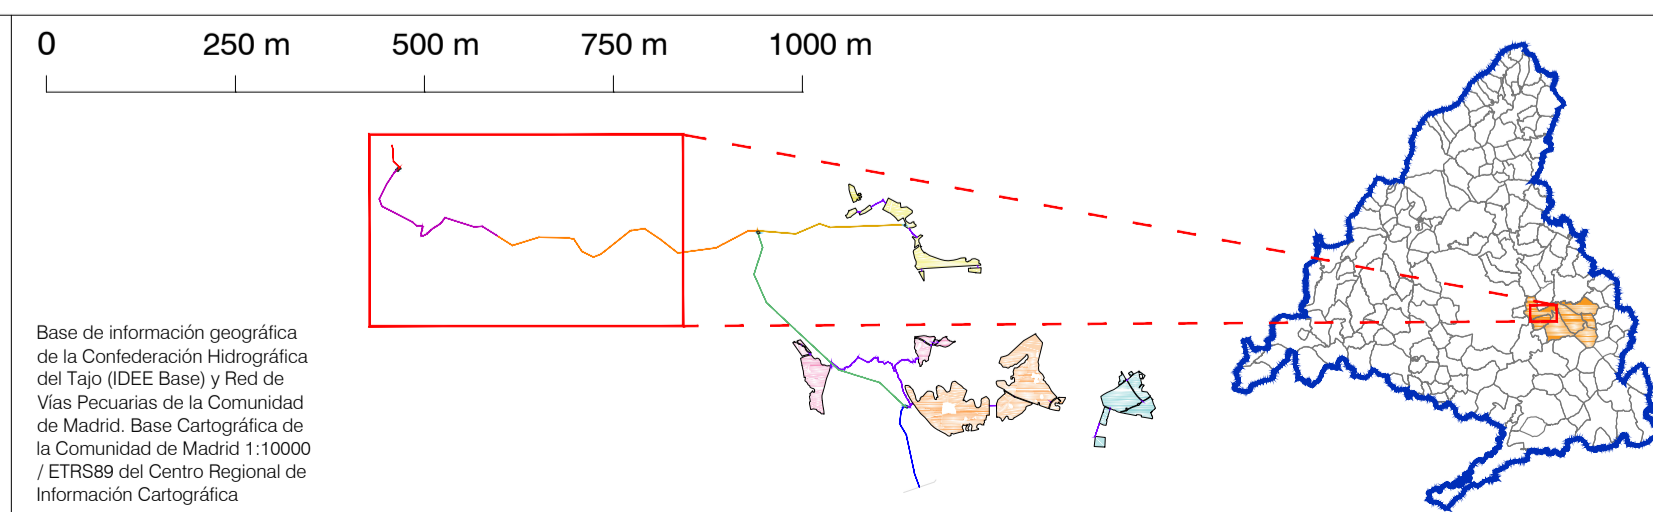 0 250 m 500 m 750 m 1000 m
Base de información geográfica
de la Confederación Hidrográfica
del Tajo (IDEE Base) y Red de
Vías Pecuarias de la Comunidad
de Madrid. Base Cartográfica de
la Comunidad de Madrid 1:10000
/ ETRS89 del Centro Regional de
Información Cartográfica